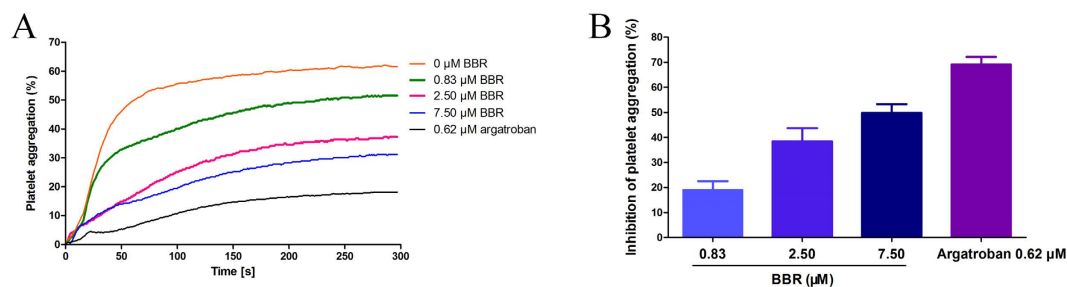 A
Platelet aggregation (%)
70
60
50
40
30
20
10
0
0 50 100 150 200 250 300
Time [s]
0 µM BBR
0.83 µM BBR
2.50 µM BBR
7.50 µM BBR
0.62 µM argatroban
B
Inhibition of platelet aggregation (%)
80
70
60
50
40
30
20
10
0
0.83 2.50 7.50 Argatroban 0.62 µM
BBR (µM)